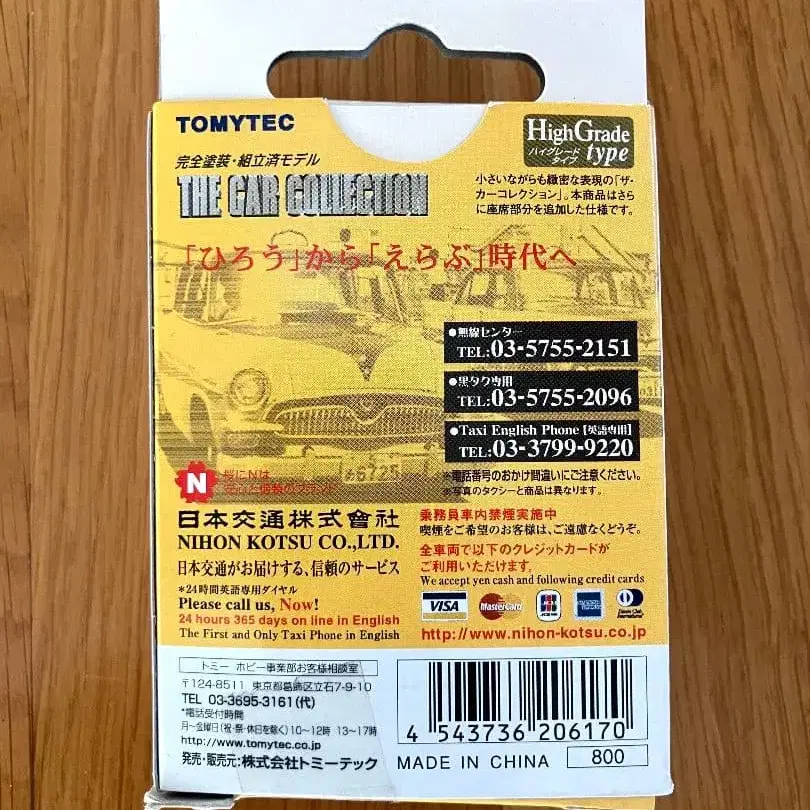 TOMYTEC
HighGrade
ハイグレード
タイプ
type
完全塗装・組立済モデル
THE CAR COLLECTION
小さいながらも緻密な表現の「ザ・
カーコレクション」。本商品はさら
に座席部分を追加した仕様です。
「ひろう」から「えらぶ」時代へ
●無線センター
TEL:03-5755-2151
●黒タク専用
TEL:03-5755-2096
●Taxi English Phone【英語専用】
TEL:03-3799-9220
*電話番号のおかけ間違いにご注意ください。
※写真のタクシーと商品は異なります。
6725
N
桜にNは
日本交通株式會社
NIHON KOTSU CO.,LTD.
日本交通がお届けする、信頼のサービス
*24時間英語専用ダイヤル
Please call us, Now!
24 hours 365 days on line in English
The First and Only Taxi Phone in English
乗務員車内禁煙実施中
喫煙をご希望のお客様は、ご遠慮なくどうぞ。
全車両で以下のクレジットカードが
ご利用いただけます。
We accept yen cash and following credit cards
VISA
MasterCard
JCB
AMERICAN EXPRESS
Diners Club
International
http://www.nihon-kotsu.co.jp
トミー ホビー事業部お客様相談室
〒124-8511 東京都葛飾区立石7-9-10
TEL 03-3695-3161(代)
*電話受付時間
月〜金曜日(祝・祭・休日を除く)10〜12時 13〜17時
http://www.tomytec.co.jp
発売・販売元:株式会社トミーテック
4 543736 206170
MADE IN CHINA
800